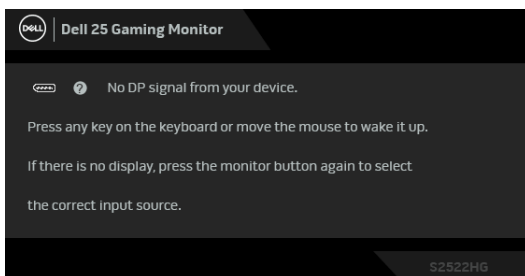 DELL
Dell 25 Gaming Monitor
No DP signal from your device.
Press any key on the keyboard or move the mouse to wake it up.
If there is no display, press the monitor button again to select
the correct input source.
S2522HG